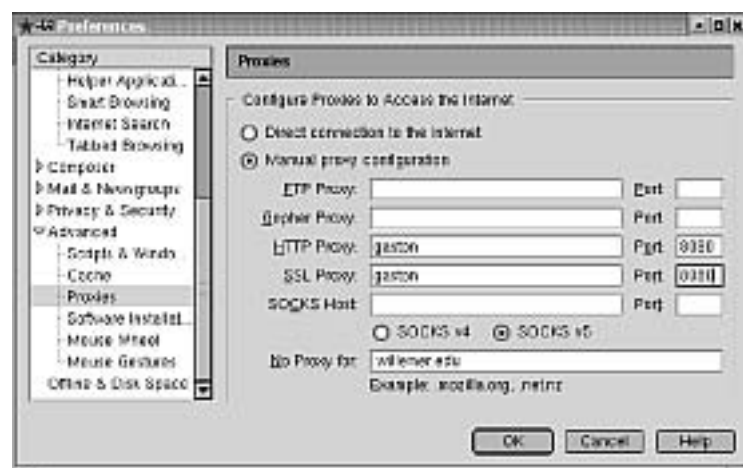 Preferences
Category
Helper Applicati...
Smart Browsing
Internet Search
Tabbed Browsing
Composer
Mail & Newsgroups
Privacy & Security
Advanced
Scripts & Windo...
Cache
Proxies
Software Installat...
Mouse Wheel
Mouse Gestures
Offline & Disk Space
Proxies
Configure Proxies to Access the Internet
Direct connection to the Internet
Manual proxy configuration
FTP Proxy: Port:
Gopher Proxy: Port:
HTTP Proxy: gaston Port: 8080
SSL Proxy: gaston Port: 8080
SOCKS Host: Port:
SOCKS v4 SOCKS v5
No Proxy for: willemer.edu
Example: .mozilla.org, .net.nz
OK Cancel Help